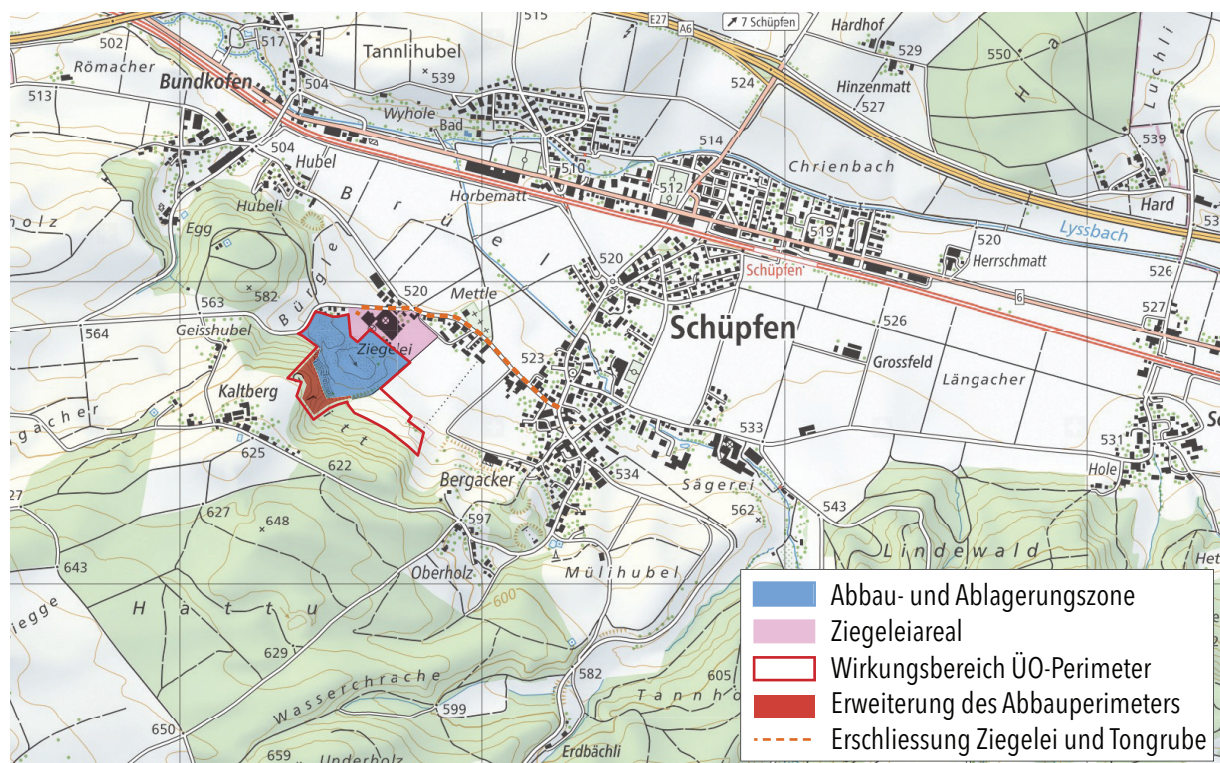 515
E27
A6
7 Schüpfen
Hardhof
502
517
Tannlihubel
529
550
H a
Römacher
539
524
Hinzenmatt
Luchli
Bundkofen
504
527
513
Wyhole
Bad
539
504
514
Hubel
510
Chrienbach
Hubeli
Horbematt
512
Hard
Egg
Brüel
519
Lyssbach
520
Herrschmatt
520
Schüpfen
526
Bürgle
582
520
Mettle
6
563
527
564
Geisshubel
Schüpfen
526
Ziegelei
523
Grossfeld
Längacher
Kaltberg
tt
533
531
625
622
Bergacker
534
Hole
Sägerei
627
648
562
543
597
Lindewald
643
Oberholz
Mülihubel
Hattu
600
Abbau- und Ablagerungszone
629
Ziegeleiareal
582
605
Wirkungsbereich ÜO-Perimeter
Wasserchrache
599
Erweiterung des Abbauperimeters
650
Erschliessung Ziegelei und Tongrube
659
Underholz
Erdbächli